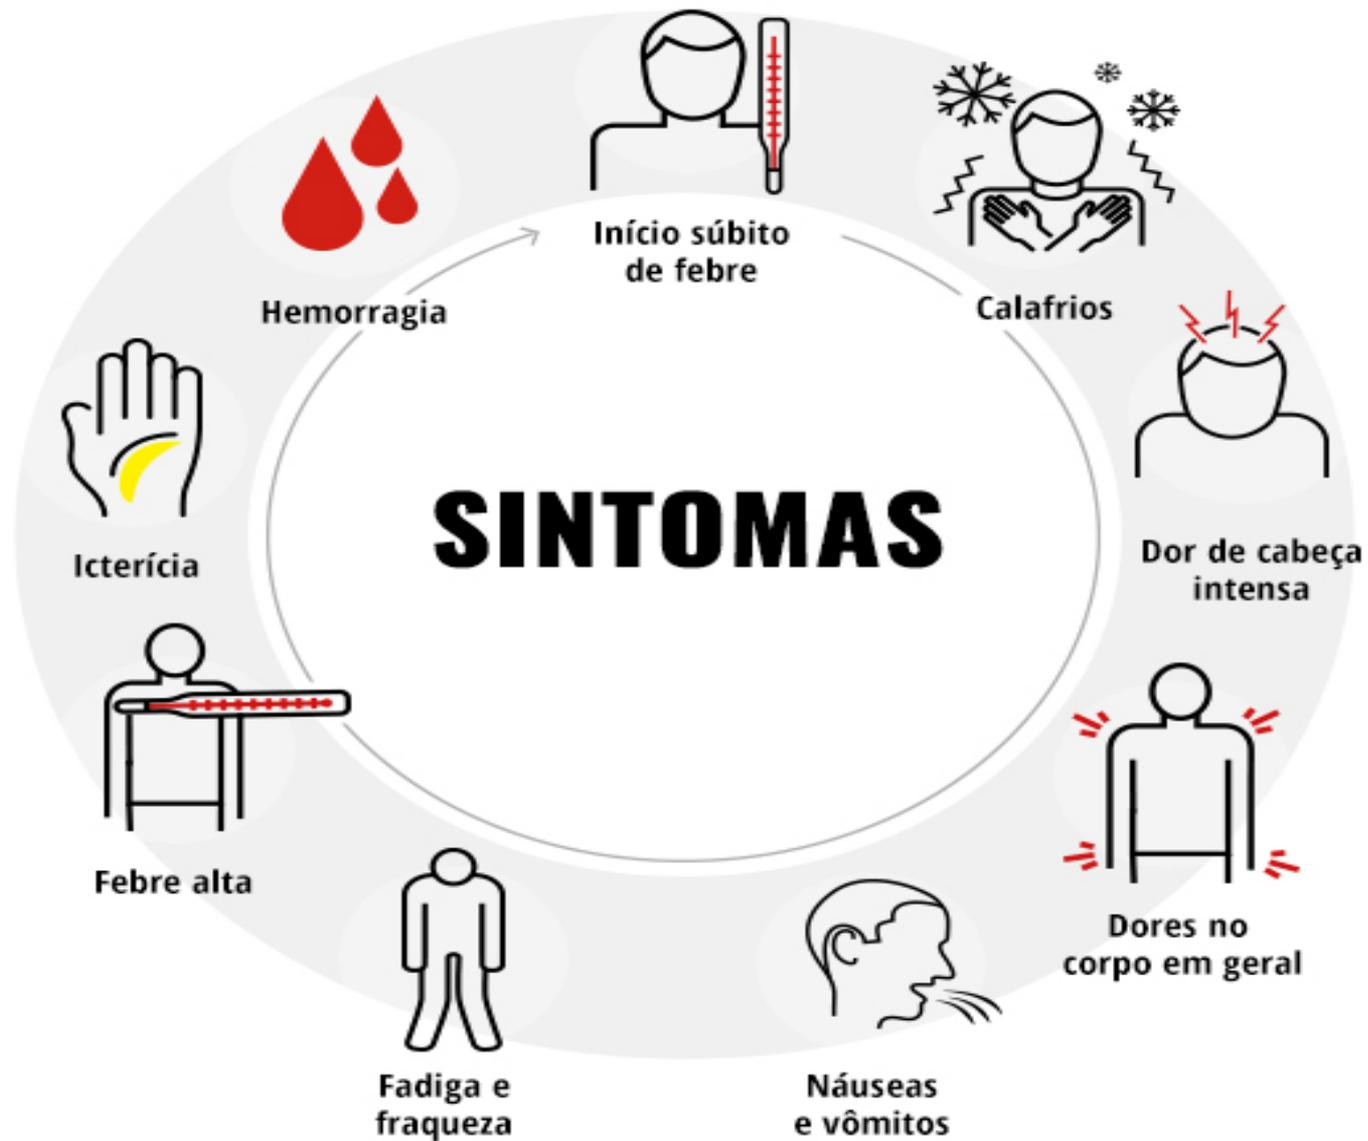 Início súbito
de febre
Calafrios
Dor de cabeça
intensa
Dores no
corpo em geral
Náuseas
e vômitos
Fadiga e
fraqueza
Febre alta
Icterícia
Hemorragia
SINTOMAS